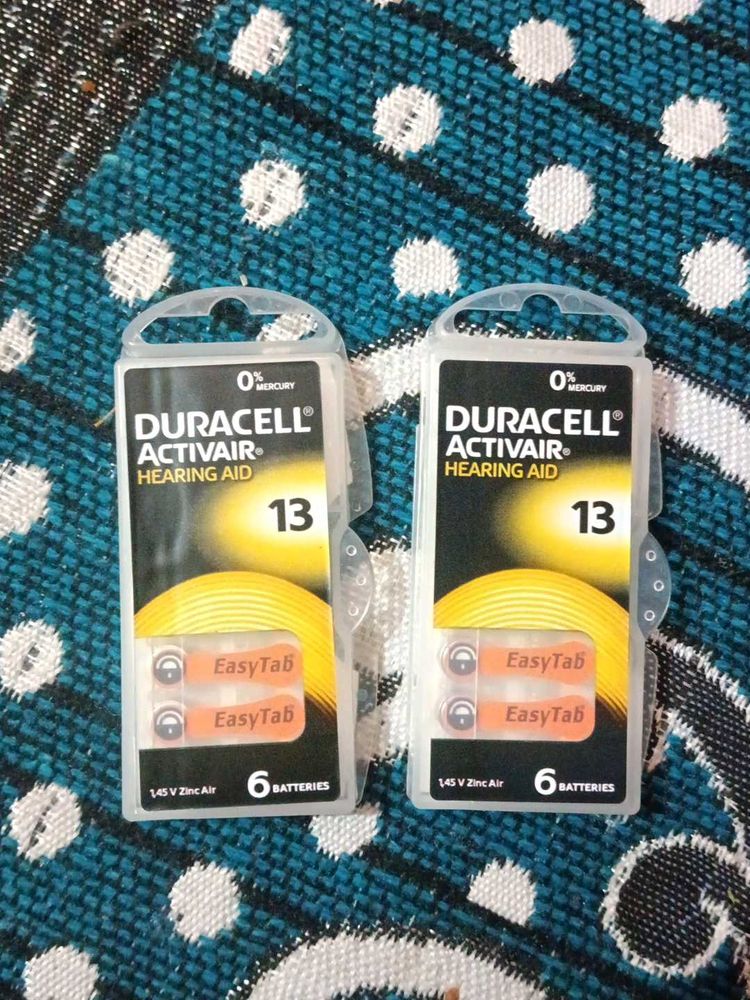 0% MERCURY
DURACELL®
ACTIVAIR®
HEARING AID
13
EasyTab®
EasyTab®
1,45 V Zinc Air
6 BATTERIES
0% MERCURY
DURACELL®
ACTIVAIR®
HEARING AID
13
EasyTab®
EasyTab®
1,45 V Zinc Air
6 BATTERIES